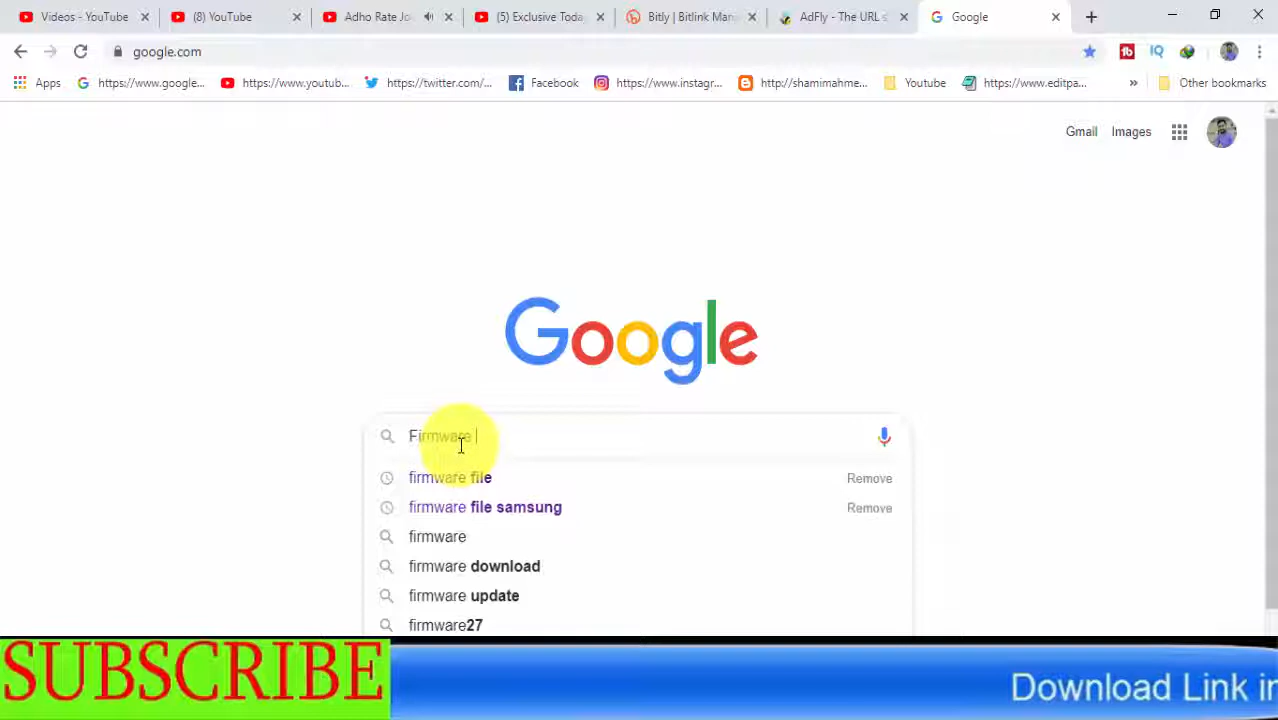 Videos - YouTube
(8) YouTube
Adho Rate Jo
(5) Exclusive Toda
Bitly | Bitlink Man
AdFly - The URL s
Google
google.com
Apps
https://www.google...
https://www.youtub...
https://twitter.com/...
Facebook
https://www.instagr...
http://shamimahme...
Youtube
https://www.editpa...
»
Other bookmarks
Gmail
Images
Google
Firmware
firmware file
Remove
firmware file samsung
Remove
firmware
firmware download
firmware update
firmware27
SUBSCRIBE
Download Link in